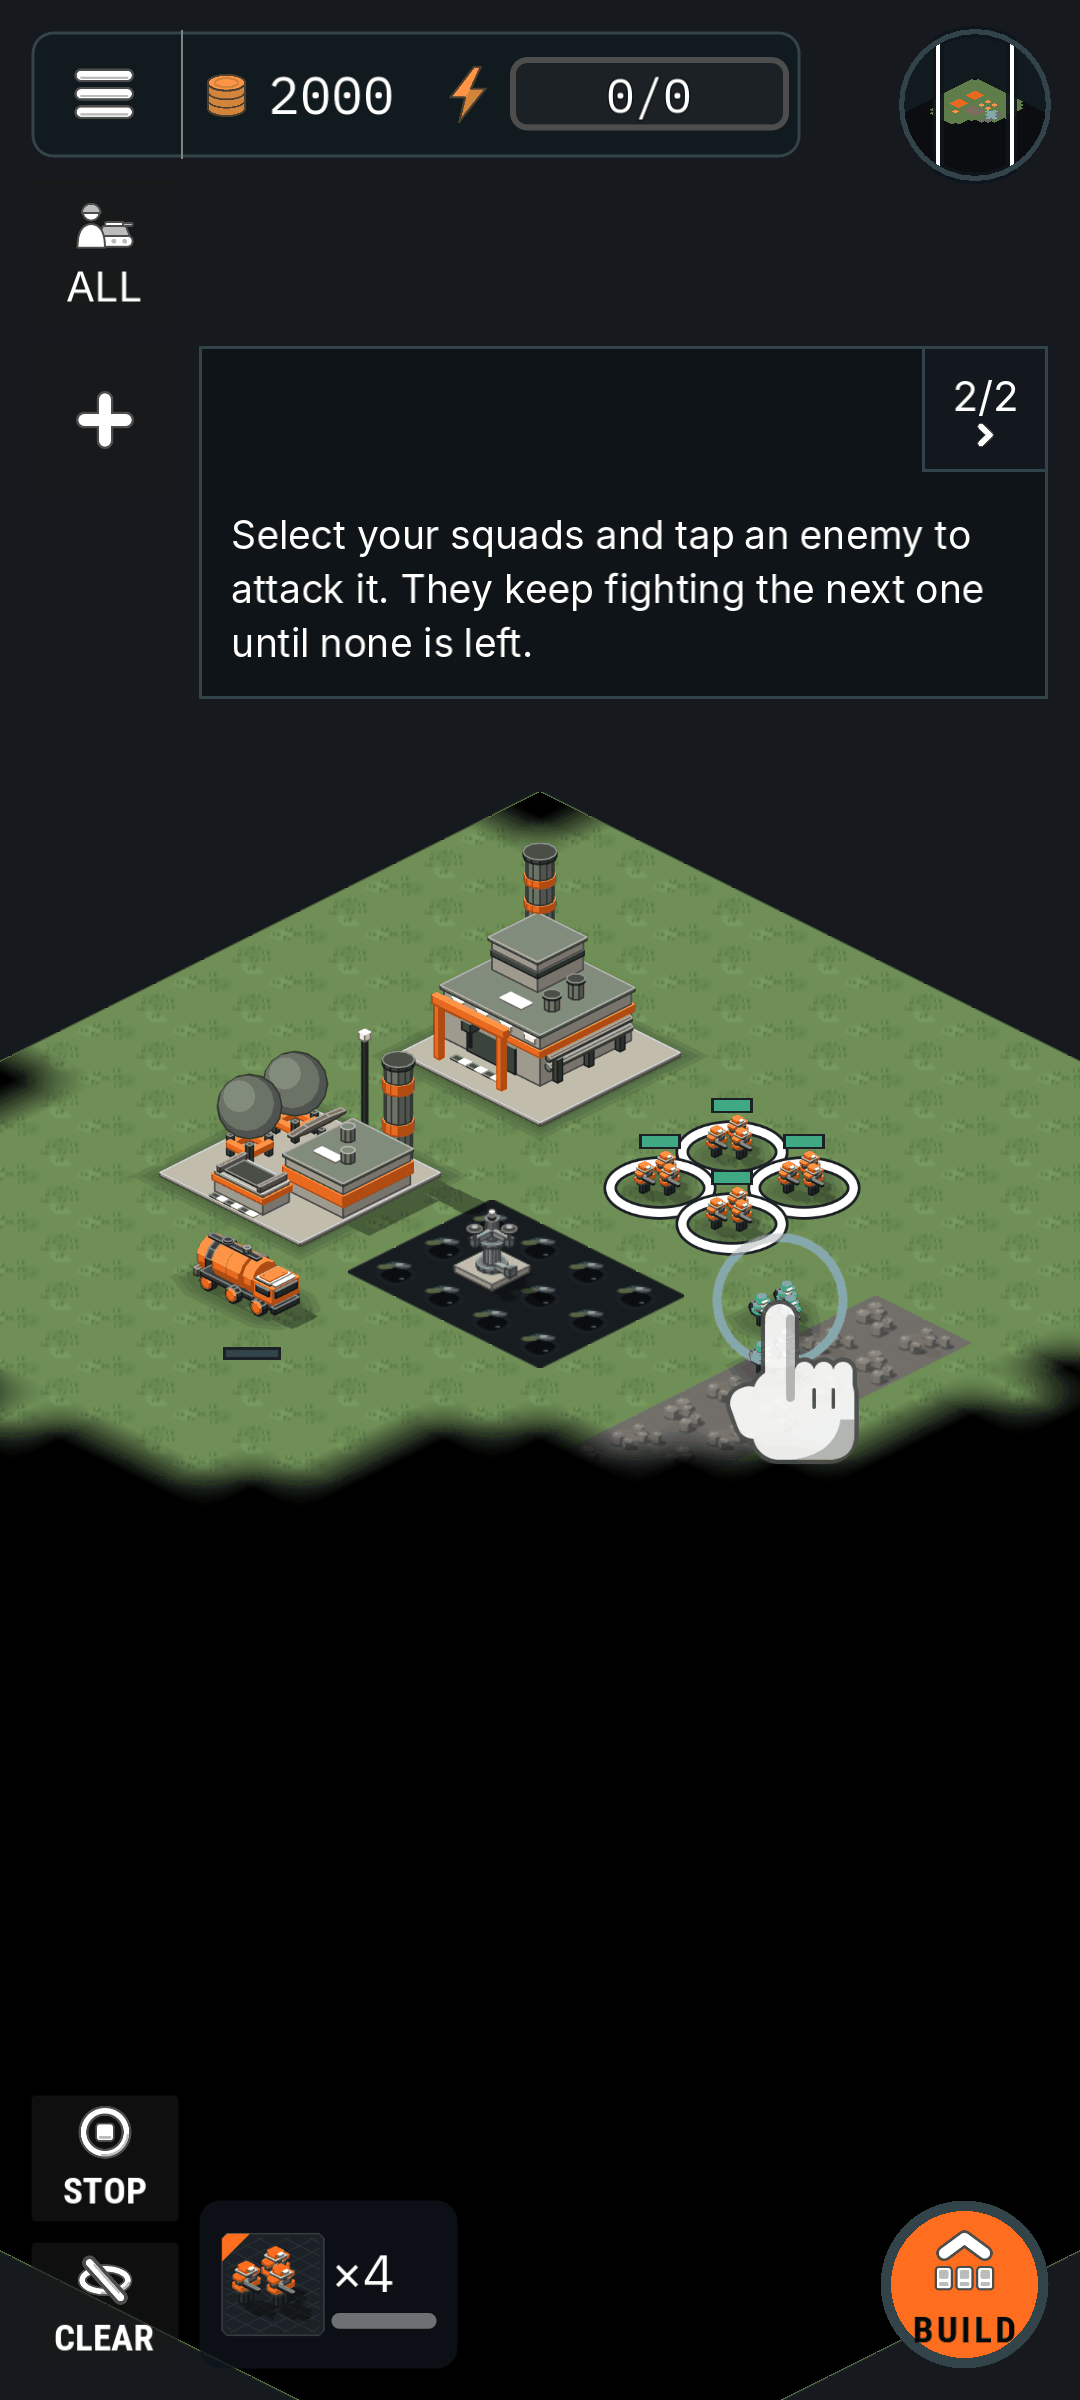 2000
0/0
ALL
2/2
Select your squads and tap an enemy to
attack it. They keep fighting the next one
until none is left.
STOP
×4
CLEAR
BUILD